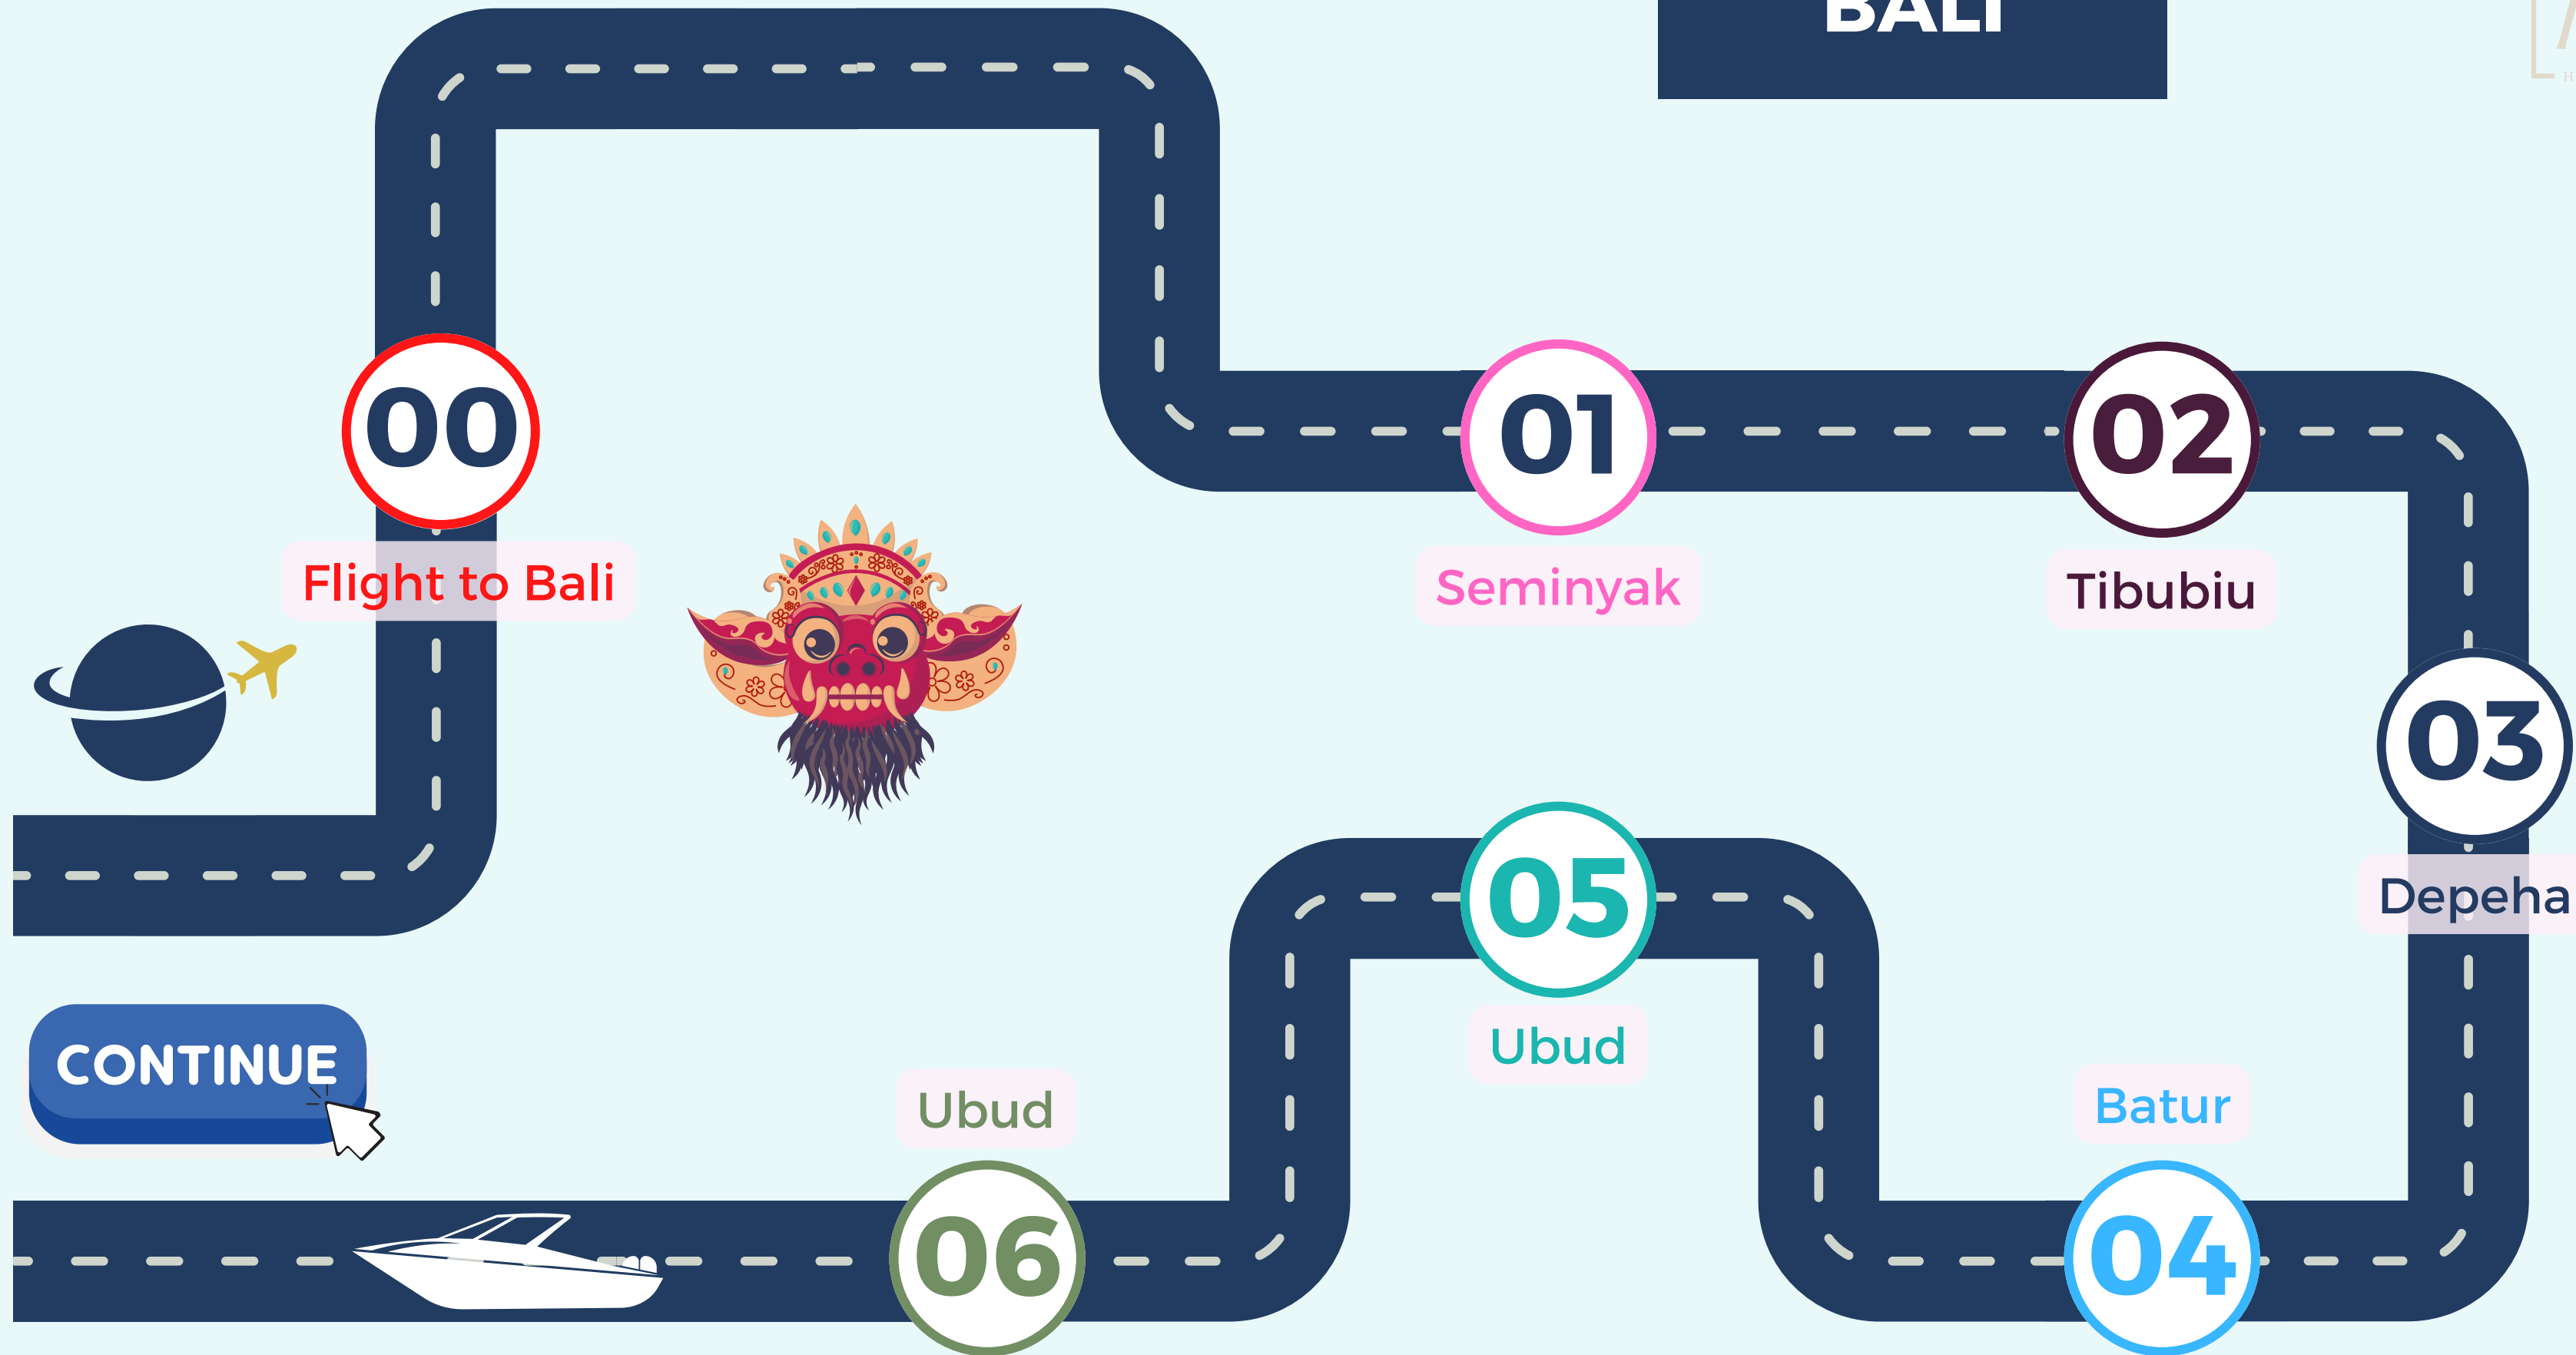 BALI
00
Flight to Bali
01
Seminyak
02
Tibubiu
03
Depeha
04
Batur
05
Ubud
06
Ubud
CONTINUE